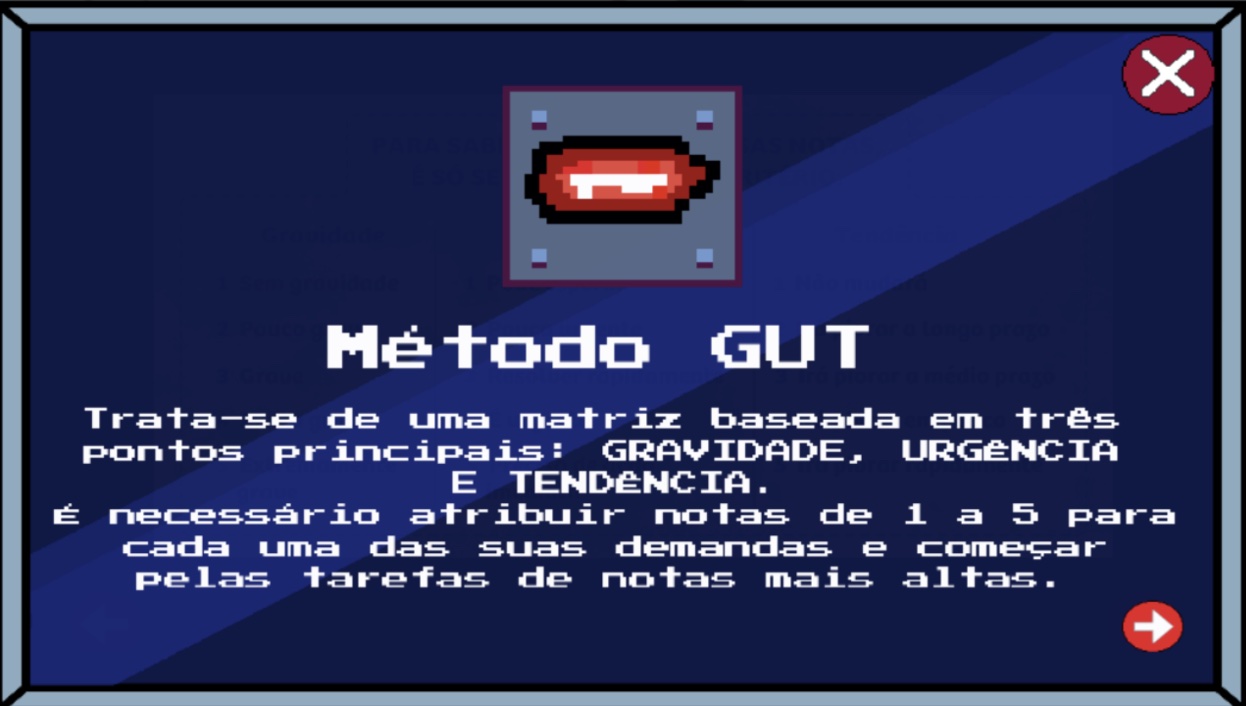 Método GUT
Trata-se de uma matriz baseada em três
pontos principais: GRAVIDADE, URGÊNCIA
E TENDÊNCIA.
É necessário atribuir notas de 1 a 5 para
cada uma das suas demandas e começar
pelas tarefas de notas mais altas.